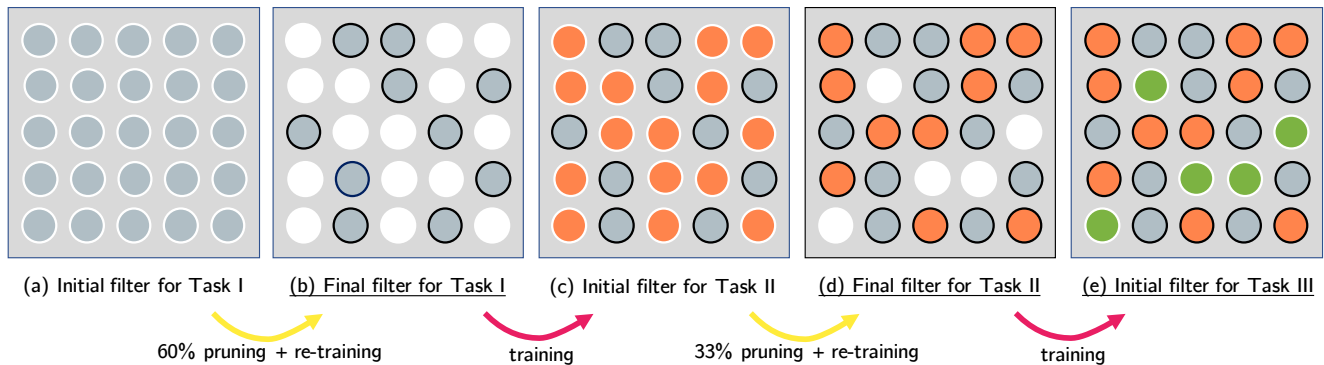 (a) Initial filter for Task I
(b) Final filter for Task I
(c) Initial filter for Task II
(d) Final filter for Task II
(e) Initial filter for Task III
60% pruning + re-training
training
33% pruning + re-training
training